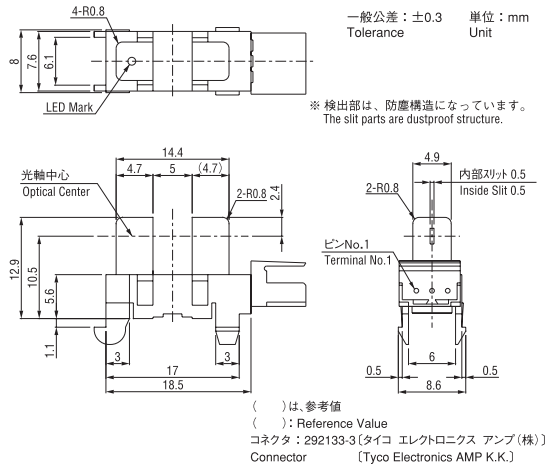 4-R0.8
一般公差：±0.3 単位：mm
Tolerance Unit
8
7.6
6.1
LED Mark
※ 検出部は、防塵構造になっています。
The slit parts are dustproof structure.
14.4
4.7 5 (4.7)
光軸中心
Optical Center
2-R0.8
2.4
12.9
10.5
5.6
1.1
3
3
17
18.5
4.9
内部スリット 0.5
Inside Slit 0.5
2-R0.8
ピンNo.1
Terminal No.1
0.5
6
0.5
8.6
(　　)は、参考値
(　　)：Reference Value
コネクタ：292133-3〔タイコ エレクトロニクス アンプ（株）〕
Connector 〔Tyco Electronics AMP K.K.〕